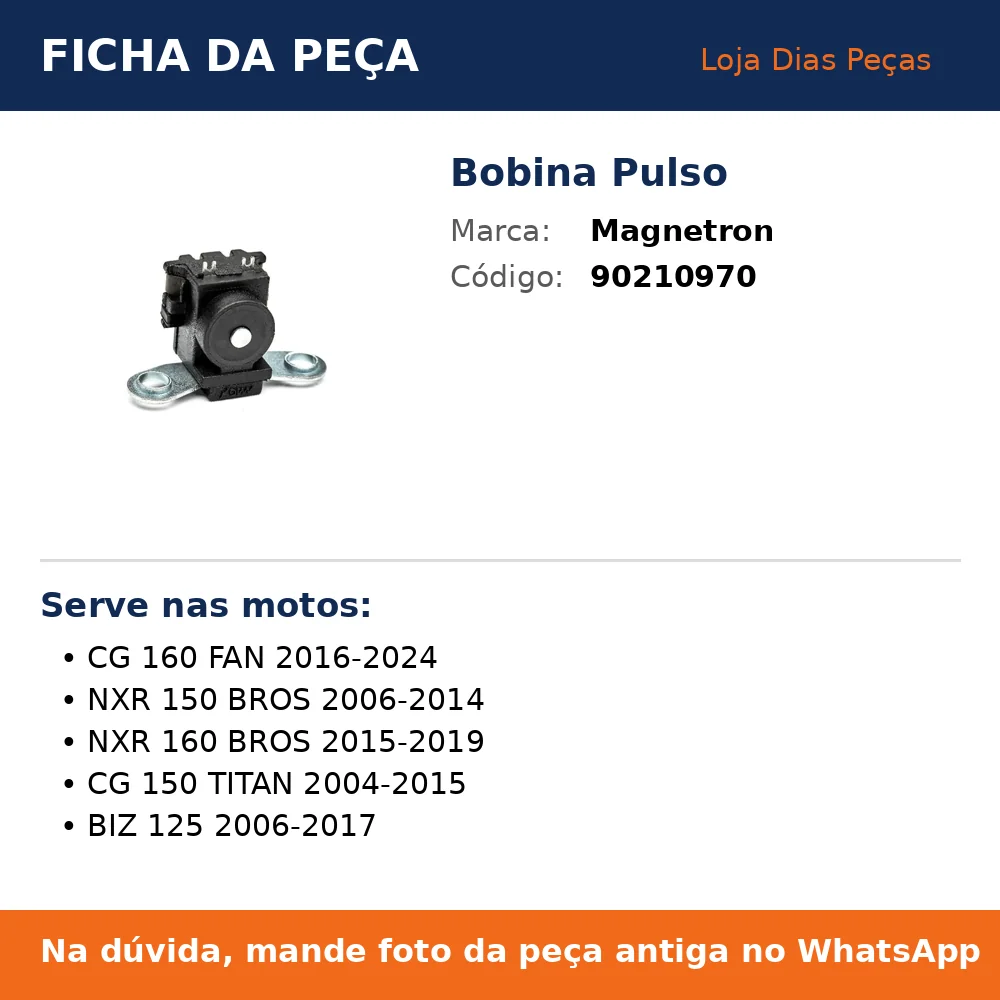 FICHA DA PEÇA
Loja Dias Peças
Bobina Pulso
Marca: Magnetron
Código: 90210970
Serve nas motos:
• CG 160 FAN 2016-2024
• NXR 150 BROS 2006-2014
• NXR 160 BROS 2015-2019
• CG 150 TITAN 2004-2015
• BIZ 125 2006-2017
Na dúvida, mande foto da peça antiga no WhatsApp